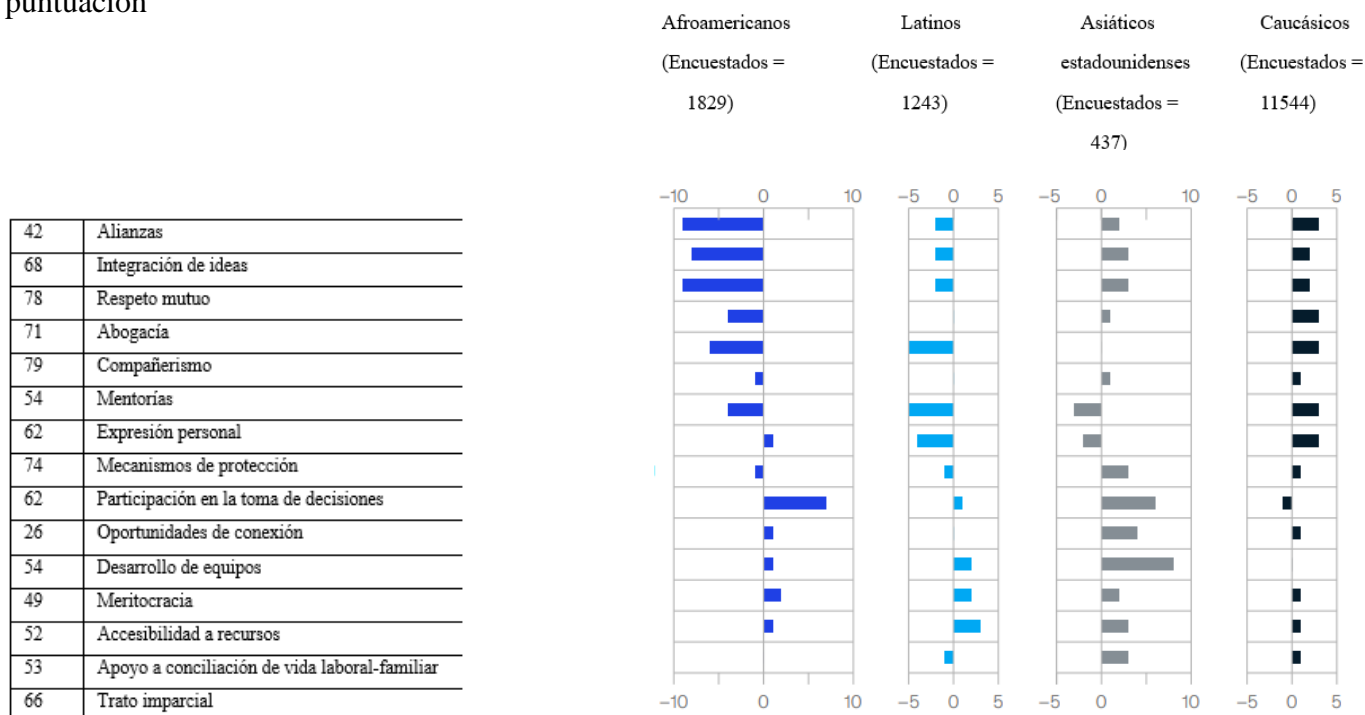 puntuación
Afroamericanos Latinos Asiáticos Caucásicos
(Encuestados = (Encuestados = estadounidenses (Encuestados =
1829) 1243) (Encuestados = 11544)
437)
−10 0 10 −5 0 5 −5 0 10 −5 0 5
42 Alianzas
68 Integración de ideas
78 Respeto mutuo
71 Abogacía
79 Compañerismo
54 Mentorías
62 Expresión personal
74 Mecanismos de protección
62 Participación en la toma de decisiones
26 Oportunidades de conexión
54 Desarrollo de equipos
49 Meritocracia
52 Accesibilidad a recursos
53 Apoyo a conciliación de vida laboral-familiar
66 Trato imparcial
−10 0 10 −5 0 5 −5 0 10 −5 0 5